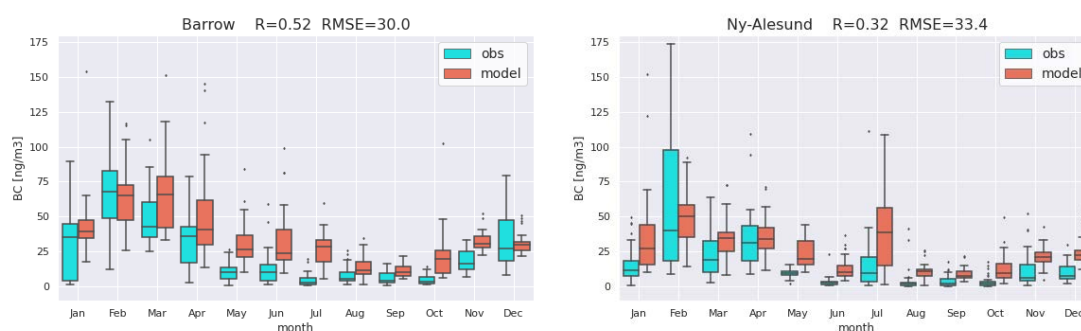 Barrow R=0.52 RMSE=30.0
175
150
125
100
75
50
25
0
BC [ng/m3]
obs
model
Jan Feb Mar Apr May Jun Jul Aug Sep Oct Nov Dec
month
Ny-Alesund R=0.32 RMSE=33.4
175
150
125
100
75
50
25
0
BC [ng/m3]
obs
model
Jan Feb Mar Apr May Jun Jul Aug Sep Oct Nov Dec
month